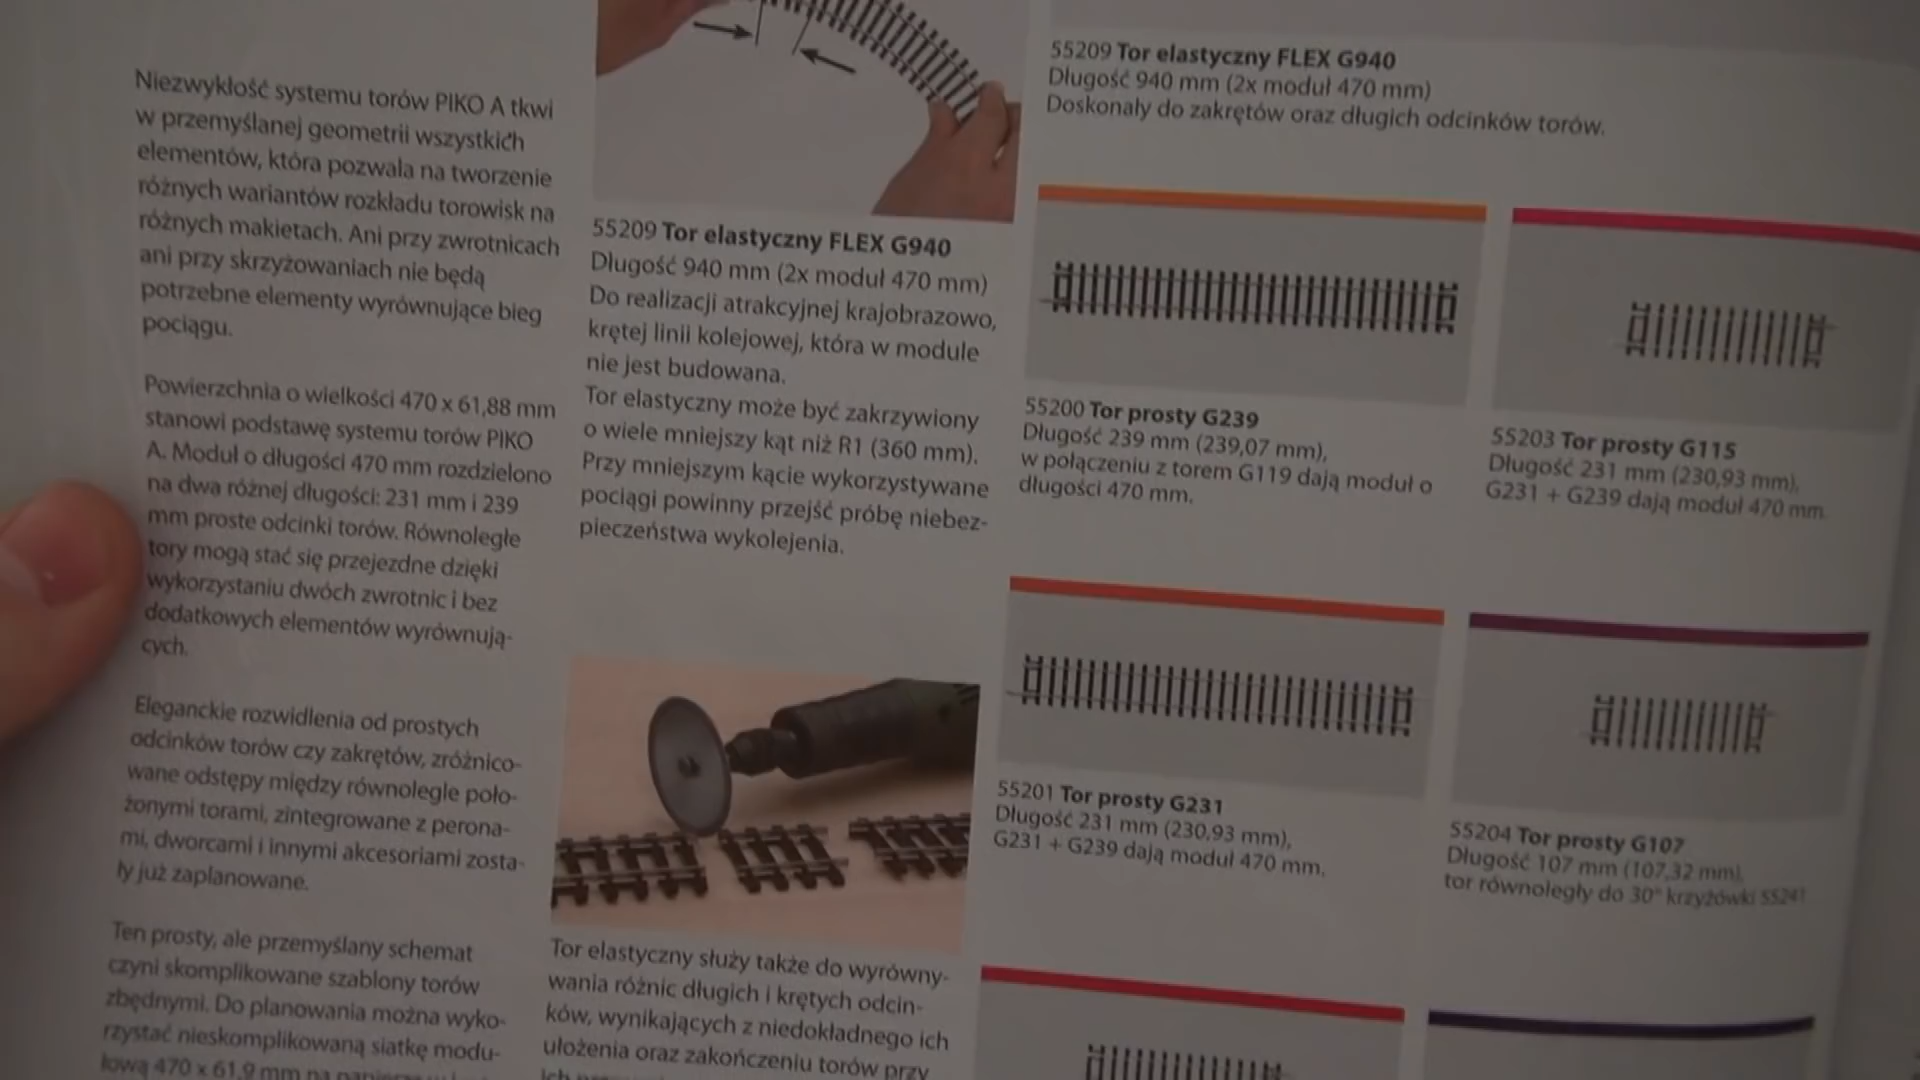 Niezwykłość systemu torów PIKO A tkwi
w przemyślanej geometrii wszystkich
elementów, która pozwala na tworzenie
różnych wariantów rozkładu torowisk na
różnych makietach. Ani przy zwrotnicach
ani przy skrzyżowaniach nie będą
potrzebne elementy wyrównujące bieg
pociągu.
Powierzchnia o wielkości 470 x 61,88 mm
stanowi podstawę systemu torów PIKO
A. Moduł o długości 470 mm rozdzielono
na dwa różnej długości: 231 mm i 239
mm proste odcinki torów. Równoległe
tory mogą stać się przejezdne dzięki
wykorzystaniu dwóch zwrotnic i bez
dodatkowych elementów wyrównują-
cych.
Eleganckie rozwidlenia od prostych
odcinków torów czy zakrętów, zróżnico-
wane odstępy między równolegle poło-
żonymi torami, zintegrowane z perona-
mi, dworcami i innymi akcesoriami zosta-
ły już zaplanowane.
Ten prosty, ale przemyślany schemat
czyni skomplikowane szablony torów
zbędnymi. Do planowania można wyko-
rzystać nieskomplikowaną siatkę modu-
łową 470 x 61,9 mm na
55209 Tor elastyczny FLEX G940
Długość 940 mm (2x moduł 470 mm)
Do realizacji atrakcyjnej krajobrazowo,
krętej linii kolejowej, która w module
nie jest budowana.
Tor elastyczny może być zakrzywiony
o wiele mniejszy kąt niż R1 (360 mm).
Przy mniejszym kącie wykorzystywane
pociągi powinny przejść próbę niebez-
pieczeństwa wykolejenia.
Tor elastyczny służy także do wyrówny-
wania różnic długich i krętych odcin-
ków, wynikających z niedokładnego ich
ułożenia oraz zakończeniu torów przy
55209 Tor elastyczny FLEX G940
Długość 940 mm (2x moduł 470 mm)
Doskonały do zakrętów oraz długich odcinków torów.
55200 Tor prosty G239
Długość 239 mm (239,07 mm),
w połączeniu z torem G119 dają moduł o
długości 470 mm.
55203 Tor prosty G115
Długość 231 mm (230,93 mm),
G231 + G239 dają moduł 470 mm.
55201 Tor prosty G231
Długość 231 mm (230,93 mm),
G231 + G239 dają moduł 470 mm.
55204 Tor prosty G107
Długość 107 mm (107,32 mm),
tor równoległy do 30° krzyżówki 55241